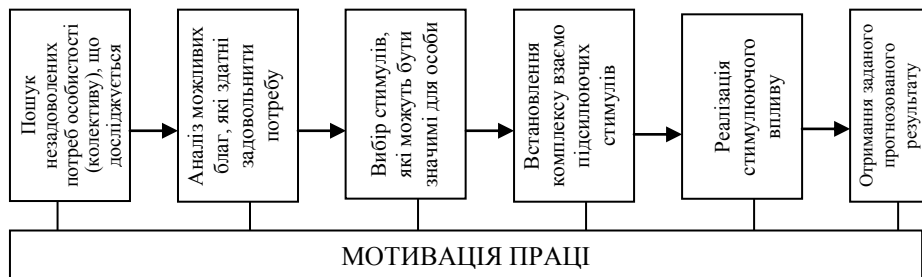 Пошук
незадоволених
потреб особистості
(колективу), що
досліджується
Аналіз можливих
благ, які здатні
задовольнити
потребу
Вибір стимулів,
які можуть бути
значимі для особи
Встановлення
комплексу взаємо
підсилюючих
стимулів
Реалізація
стимулюючого
впливу
Отримання заданого
прогнозованого
результату
МОТИВАЦІЯ ПРАЦІ